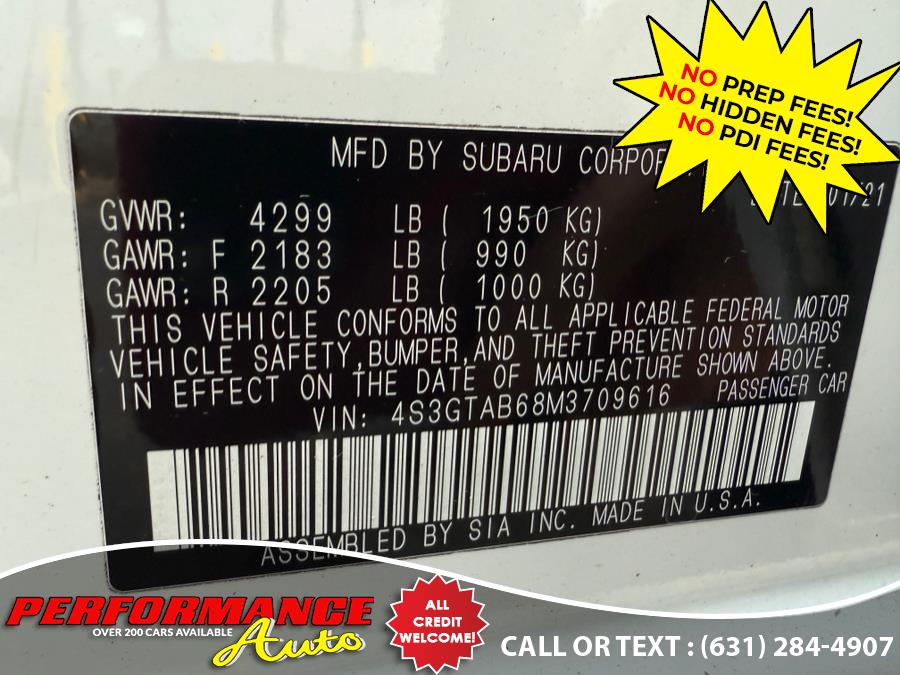 NO PREP FEES!
NO HIDDEN FEES!
NO PDI FEES!
MFD BY SUBARU
01/21
GVWR: 4299 LB ( 1950 KG)
GAWR: F 2183 LB ( 990 KG)
GAWR: R 2205 LB ( 1000 KG)
THIS VEHICLE CONFORMS TO ALL APPLICABLE FEDERAL MOTOR
VEHICLE SAFETY,BUMPER,AND THEFT PREVENTION STANDARDS
IN EFFECT ON THE DATE OF MANUFACTURE SHOWN ABOVE.
VIN: 4S3GTAB68M3709616 PASSENGER CAR
ASSEMBLED BY SIA INC. MADE IN U.S.A.
PERFORMANCE
OVER 200 CARS AVAILABLE
Auto
ALL
CREDIT
WELCOME!
CALL OR TEXT : (631) 284-4907